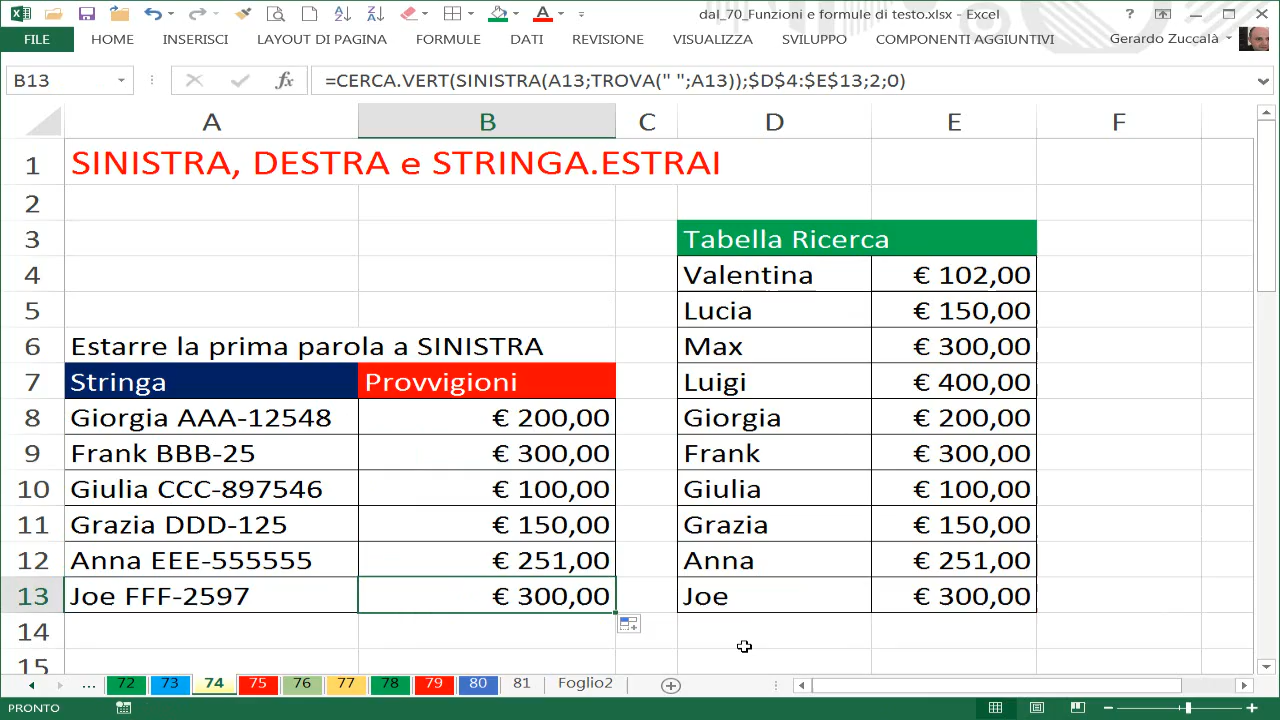 dal_70_Funzioni e formule di testo.xlsx - Excel
FILE HOME INSERISCI LAYOUT DI PAGINA FORMULE DATI REVISIONE VISUALIZZA SVILUPPO COMPONENTI AGGIUNTIVI Gerardo Zuccalà
B13 fx =CERCA.VERT(SINISTRA(A13;TROVA(" ";A13));$D$4:$E$13;2;0)
A B C D E F
1 SINISTRA, DESTRA e STRINGA.ESTRAI
2
3 Tabella Ricerca
4 Valentina € 102,00
5 Lucia € 150,00
6 Estarre la prima parola a SINISTRA Max € 300,00
7 Stringa Provvigioni Luigi € 400,00
8 Giorgia AAA-12548 € 200,00 Giorgia € 200,00
9 Frank BBB-25 € 300,00 Frank € 300,00
10 Giulia CCC-897546 € 100,00 Giulia € 100,00
11 Grazia DDD-125 € 150,00 Grazia € 150,00
12 Anna EEE-555555 € 251,00 Anna € 251,00
13 Joe FFF-2597 € 300,00 Joe € 300,00
14
15
... 72 73 74 75 76 77 78 79 80 81 Foglio2
PRONTO